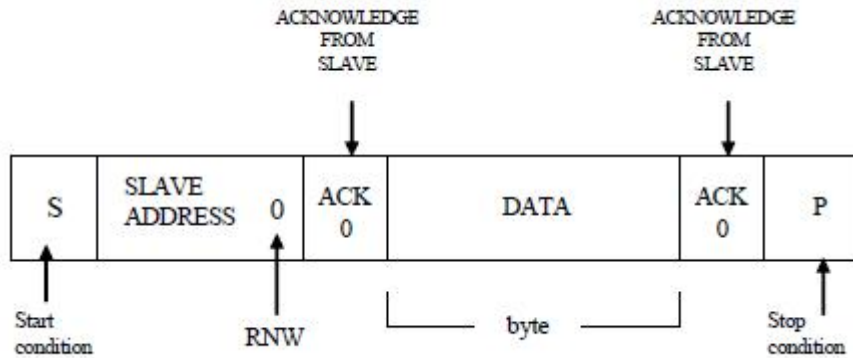 ACKNOWLEDGE
FROM
SLAVE
ACKNOWLEDGE
FROM
SLAVE
S
SLAVE
ADDRESS 0
ACK
0
DATA
ACK
0
P
Start
condition
RNW
byte
Stop
condition